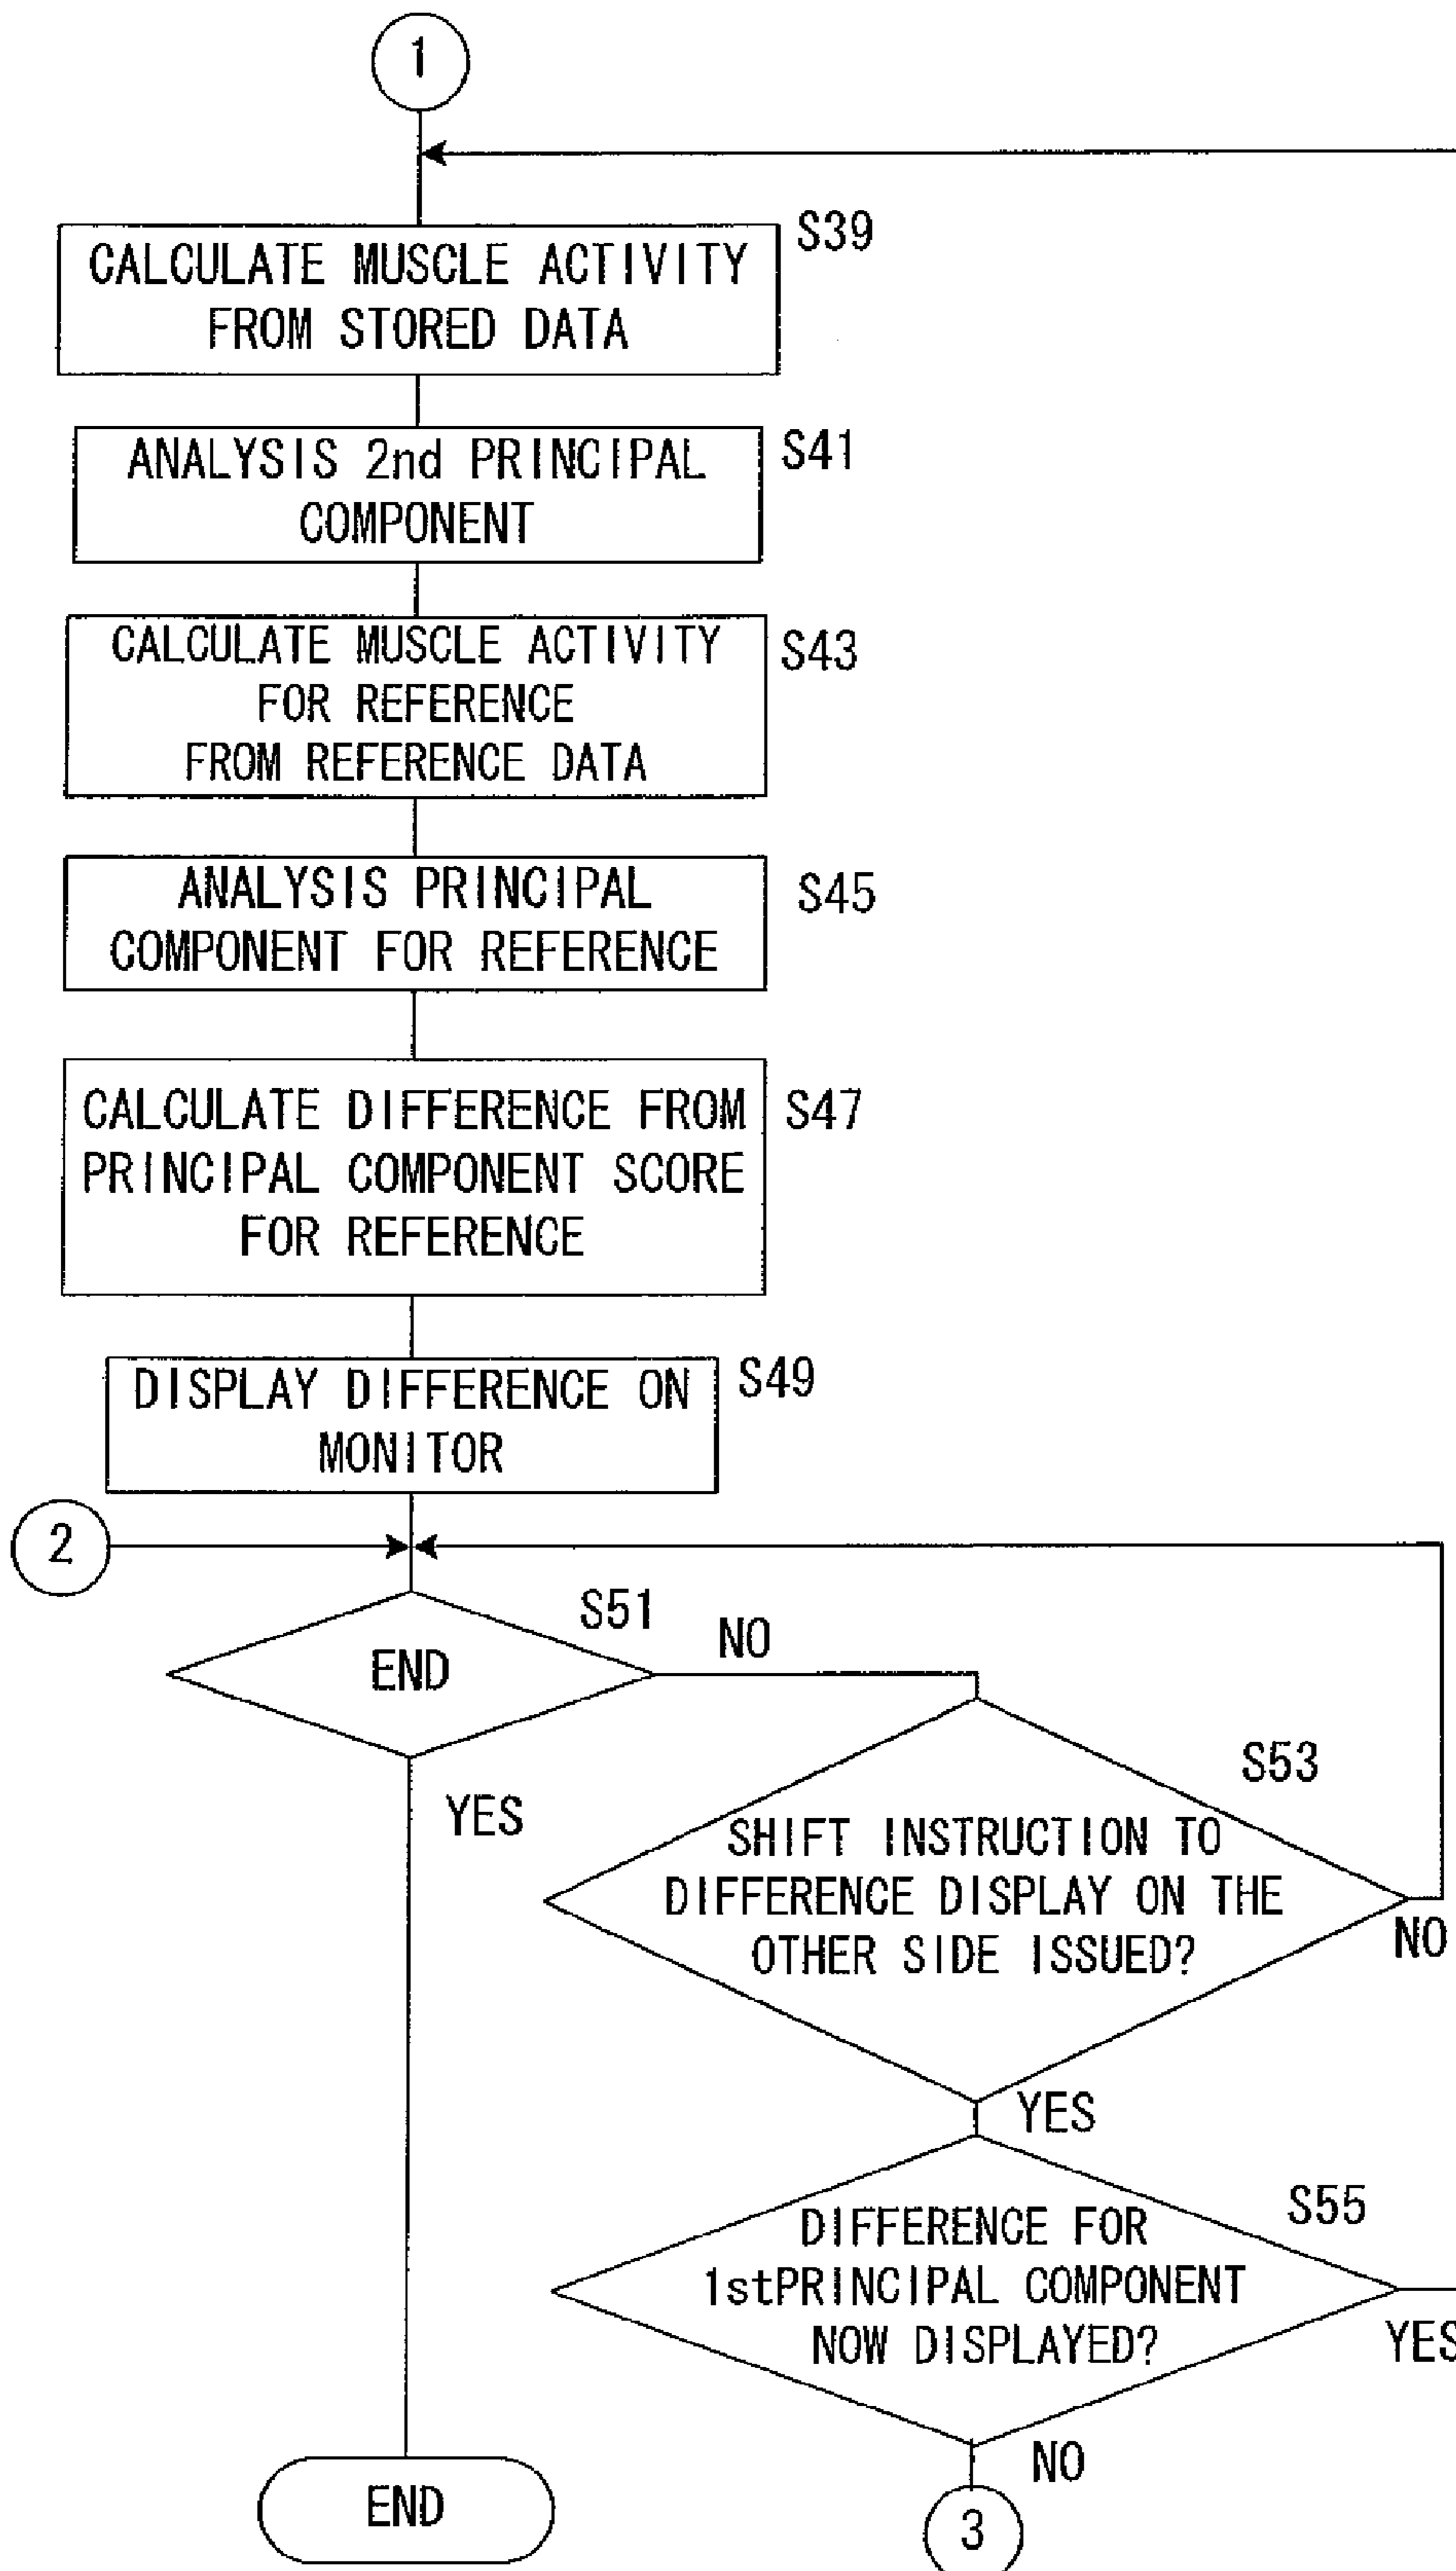 1
S39
CALCULATE MUSCLE ACTIVITY
FROM STORED DATA
S41
ANALYSIS 2nd PRINCIPAL
COMPONENT
S43
CALCULATE MUSCLE ACTIVITY
FOR REFERENCE
FROM REFERENCE DATA
S45
ANALYSIS PRINCIPAL
COMPONENT FOR REFERENCE
S47
CALCULATE DIFFERENCE FROM
PRINCIPAL COMPONENT SCORE
FOR REFERENCE
S49
DISPLAY DIFFERENCE ON
MONITOR
2
S51
END
NO
YES
S53
SHIFT INSTRUCTION TO
DIFFERENCE DISPLAY ON THE
OTHER SIDE ISSUED?
NO
YES
S55
DIFFERENCE FOR
1stPRINCIPAL COMPONENT
NOW DISPLAYED?
YES
NO
END
3